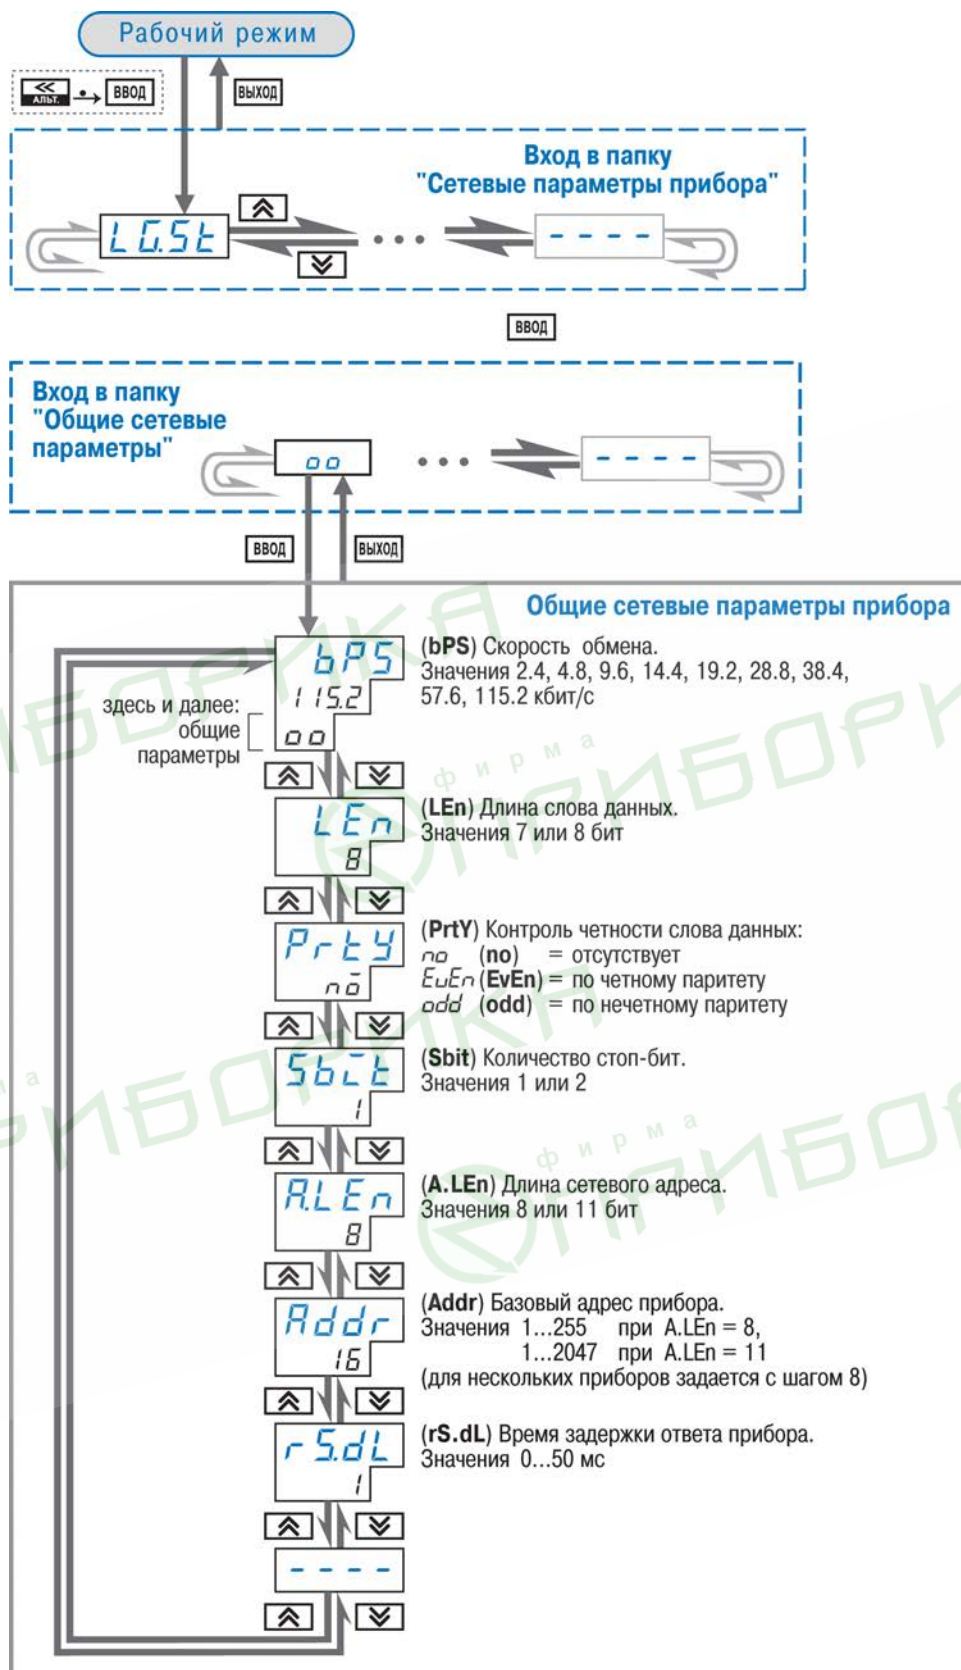 Рабочий режим
≪ АЛЬТ. ВВОД
ВЫХОД
Вход в папку
"Сетевые параметры прибора"
LG.St
• • •
- - - -
ВВОД
Вход в папку
"Общие сетевые
параметры"
oo
• • •
- - - -
ВВОД
ВЫХОД
Общие сетевые параметры прибора
bPS
115.2
oo
здесь и далее:
общие
параметры
(bPS) Скорость обмена.
Значения 2.4, 4.8, 9.6, 14.4, 19.2, 28.8, 38.4,
57.6, 115.2 кбит/с
LEn
8
(LEn) Длина слова данных.
Значения 7 или 8 бит
PrtY
no
(PrtY) Контроль четности слова данных:
no (no) = отсутствует
EvEn (EvEn) = по четному паритету
odd (odd) = по нечетному паритету
Sbit
1
(Sbit) Количество стоп-бит.
Значения 1 или 2
A.LEn
8
(A.LEn) Длина сетевого адреса.
Значения 8 или 11 бит
Addr
16
(Addr) Базовый адрес прибора.
Значения 1...255 при A.LEn = 8,
1...2047 при A.LEn = 11
(для нескольких приборов задается с шагом 8)
rS.dL
1
(rS.dL) Время задержки ответа прибора.
Значения 0...50 мс
- - - -
фирма
ПРИБОРИКА